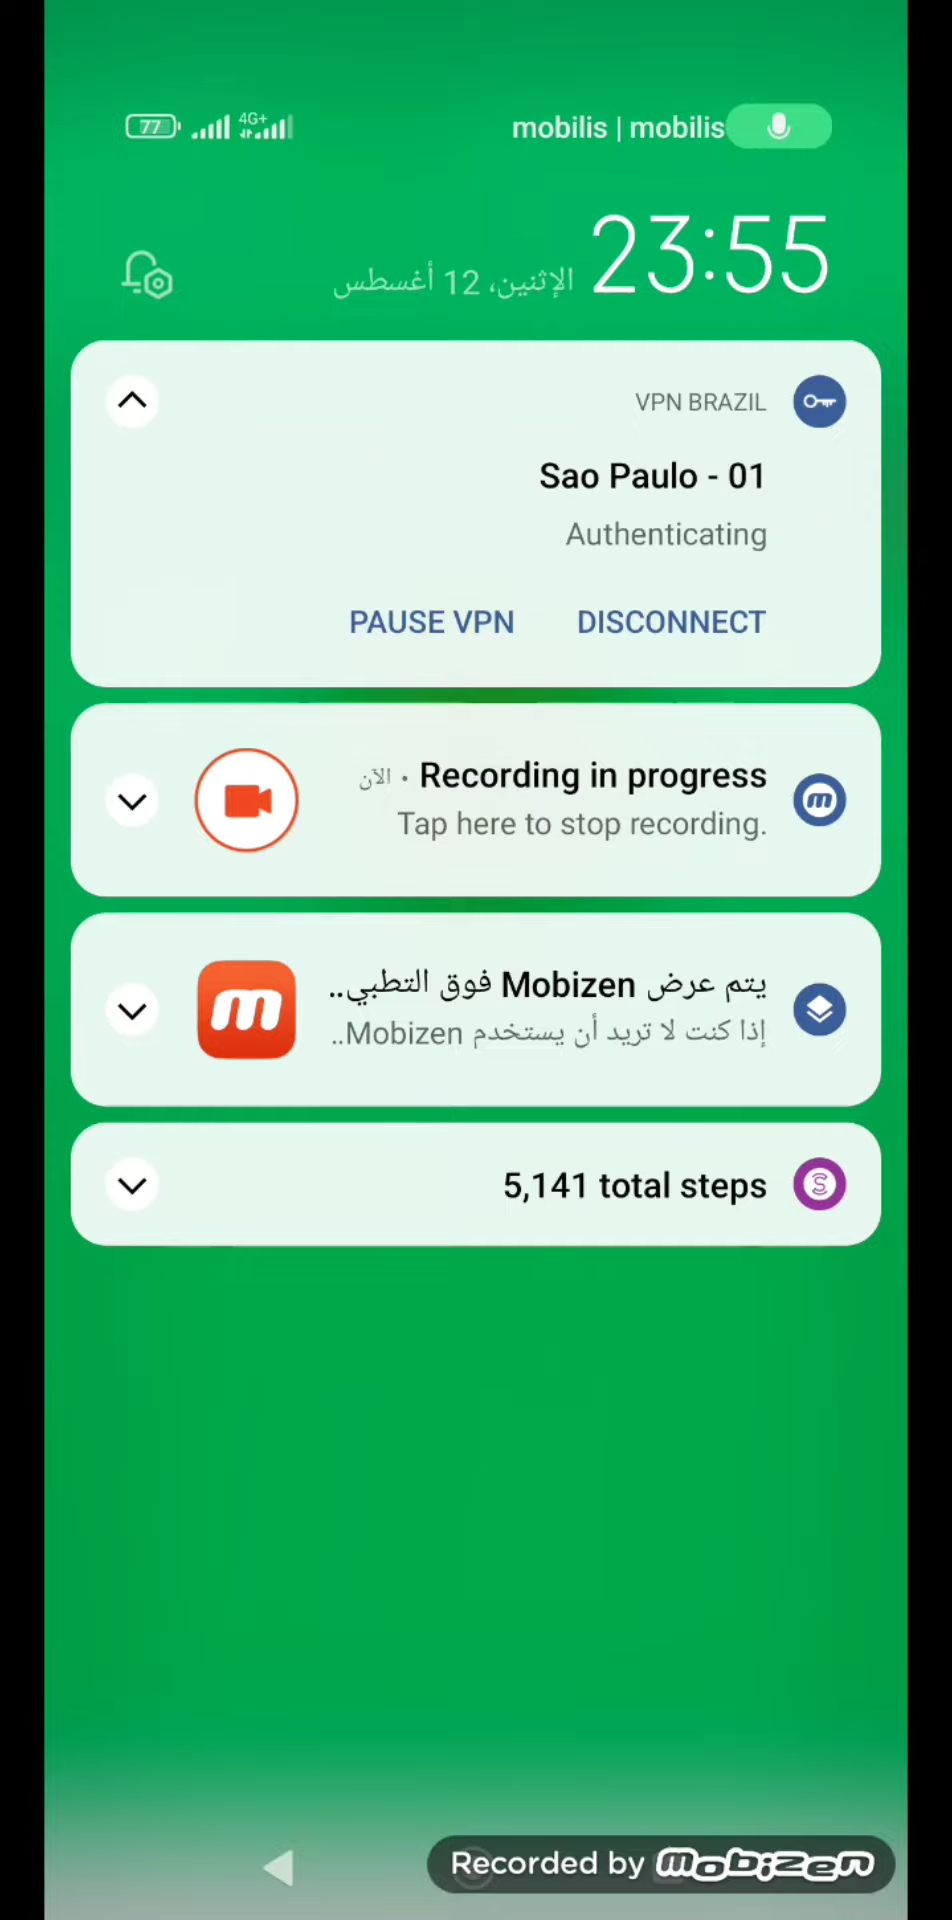 77 4G+ mobilis | mobilis
23:55 الإثنين، 12 أغسطس
VPN BRAZIL
Sao Paulo - 01
Authenticating
PAUSE VPN DISCONNECT
Recording in progress • الآن
Tap here to stop recording.
يتم عرض Mobizen فوق التطبي..
إذا كنت لا تريد أن يستخدم Mobizen..
5,141 total steps
Recorded by mobizen